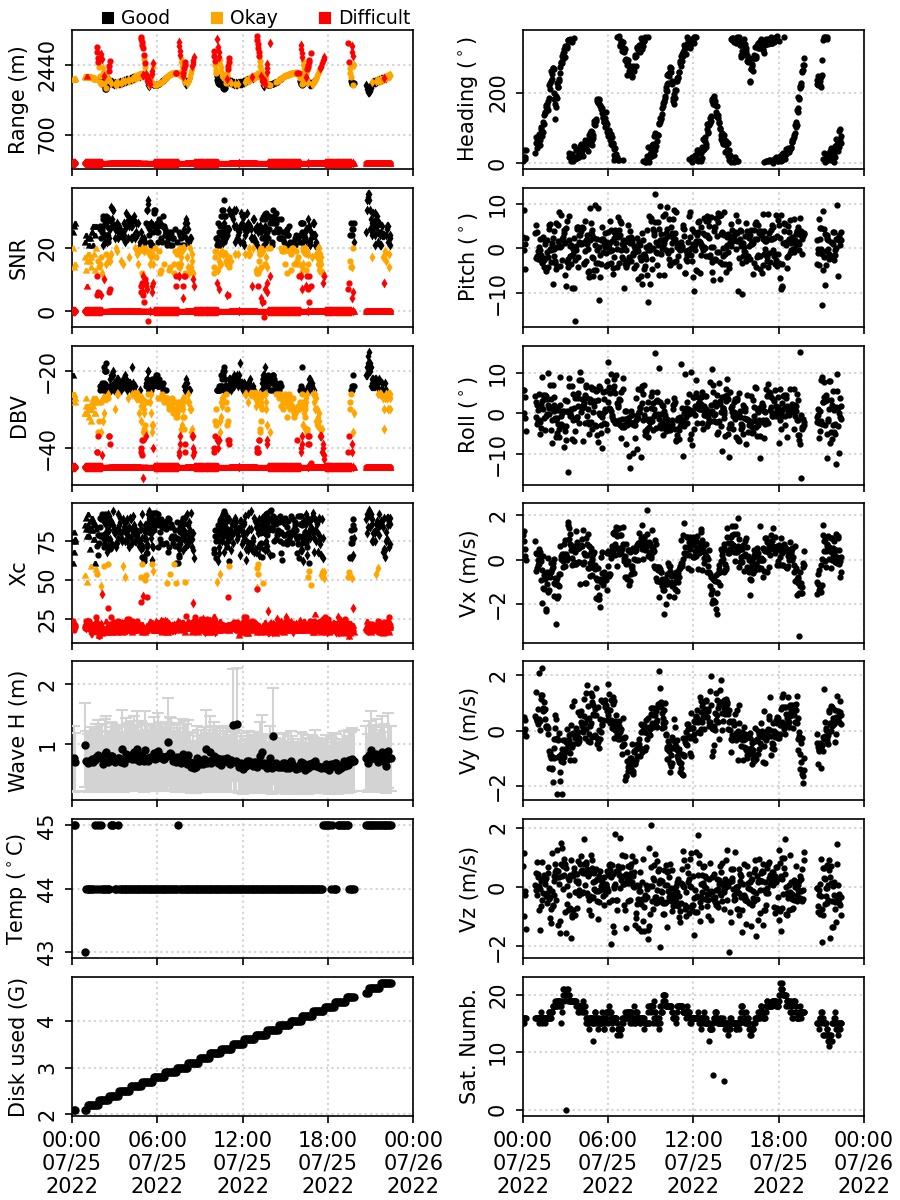 Good Okay Difficult
Range (m)
2440
700
Heading (°)
200
0
SNR
20
0
Pitch (°)
10
0
−10
DBV
−20
−40
Roll (°)
10
0
−10
Xc
75
50
25
Vx (m/s)
2
0
−2
Wave H (m)
2
1
Vy (m/s)
2
0
−2
Temp (°C)
45
44
43
Vz (m/s)
2
0
−2
Disk used (G)
4
3
2
Sat. Numb.
20
10
0
00:00 06:00 12:00 18:00 00:00
07/25 07/25 07/25 07/25 07/26
2022 2022 2022 2022 2022
00:00 06:00 12:00 18:00 00:00
07/25 07/25 07/25 07/25 07/26
2022 2022 2022 2022 2022